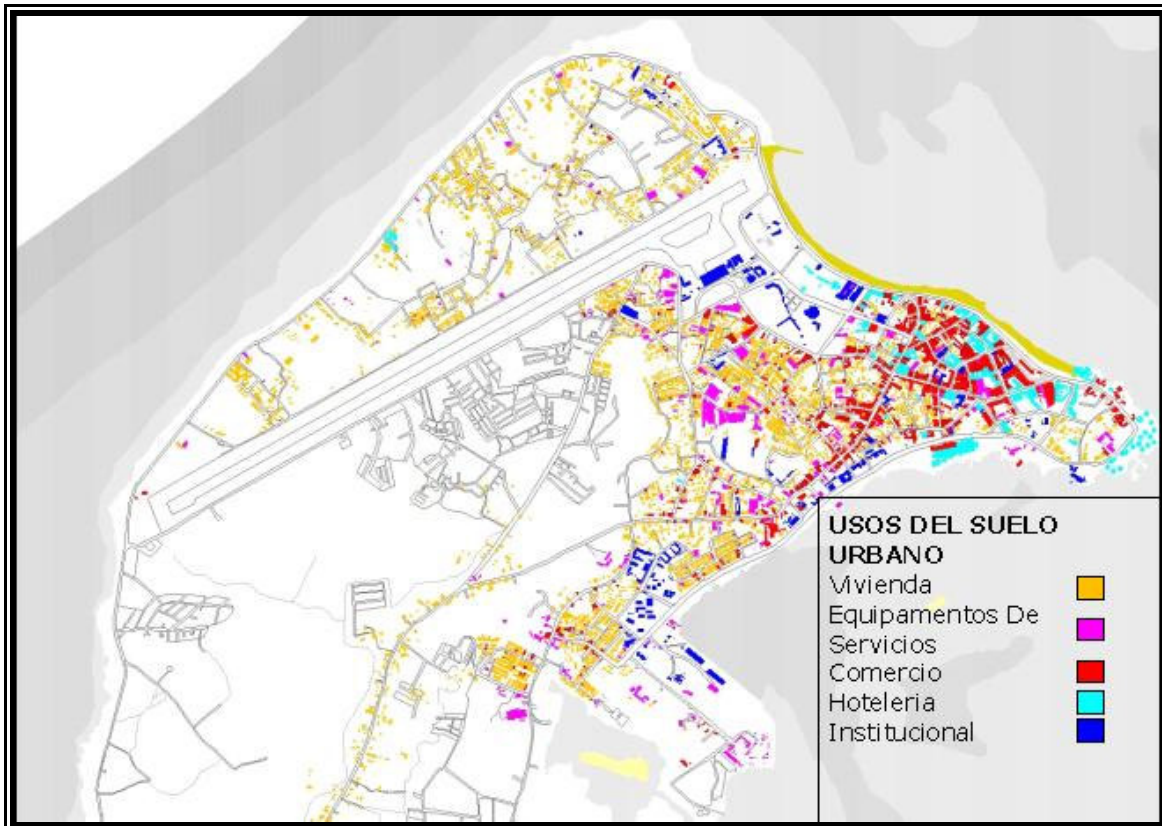 USOS DEL SUELO
URBANO
Vivienda
Equipamentos De
Servicios
Comercio
Hoteleria
Institucional